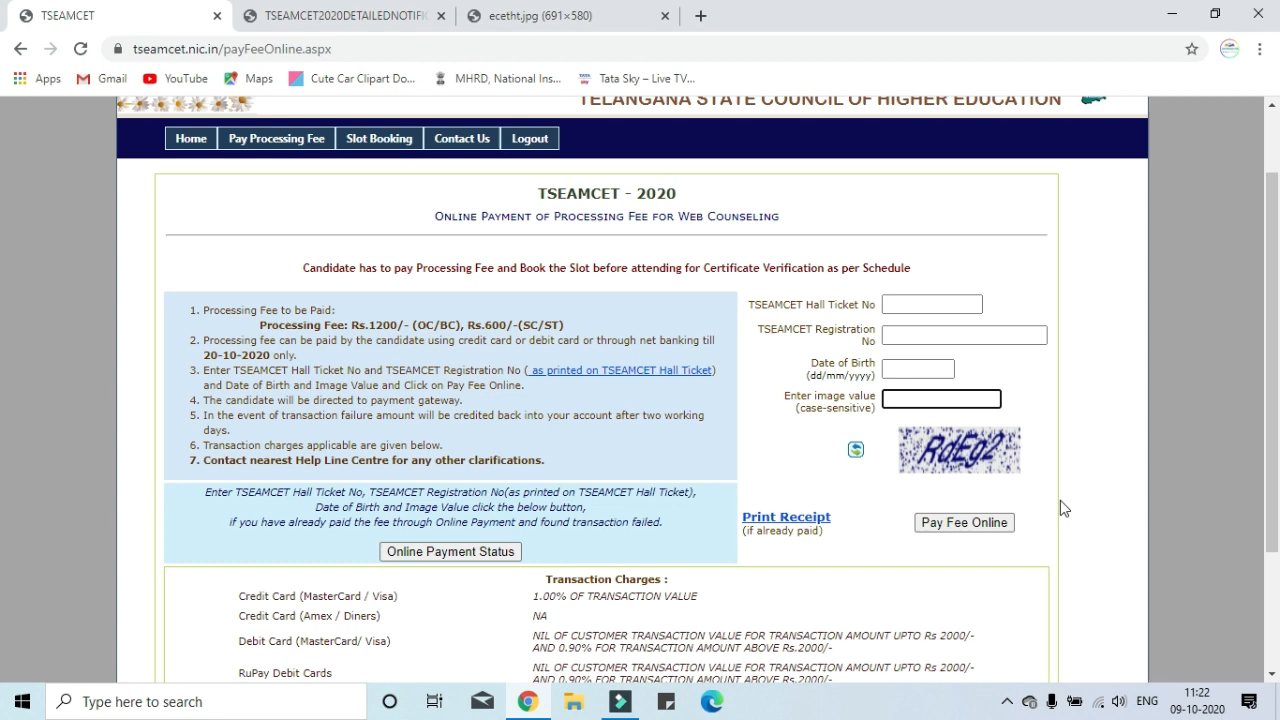 TSEAMCET
TSEAMCET2020DETAILEDNOTIFIC
ecetht.jpg (691×580)
tseamcet.nic.in/payFeeOnline.aspx
Apps
Gmail
YouTube
Maps
Cute Car Clipart Do...
MHRD, National Ins...
Tata Sky – Live TV...
TELANGANA STATE COUNCIL OF HIGHER EDUCATION
Home
Pay Processing Fee
Slot Booking
Contact Us
Logout
TSEAMCET - 2020
ONLINE PAYMENT OF PROCESSING FEE FOR WEB COUNSELING
Candidate has to pay Processing Fee and Book the Slot before attending for Certificate Verification as per Schedule
1. Processing Fee to be Paid:
Processing Fee: Rs.1200/- (OC/BC), Rs.600/-(SC/ST)
2. Processing fee can be paid by the candidate using credit card or debit card or through net banking till
20-10-2020 only.
3. Enter TSEAMCET Hall Ticket No and TSEAMCET Registration No ( as printed on TSEAMCET Hall Ticket)
and Date of Birth and Image Value and Click on Pay Fee Online.
4. The candidate will be directed to payment gateway.
5. In the event of transaction failure amount will be credited back into your account after two working
days.
6. Transaction charges applicable are given below.
7. Contact nearest Help Line Centre for any other clarifications.
Enter TSEAMCET Hall Ticket No, TSEAMCET Registration No(as printed on TSEAMCET Hall Ticket),
Date of Birth and Image Value click the below button,
if you have already paid the fee through Online Payment and found transaction failed.
Online Payment Status
TSEAMCET Hall Ticket No
TSEAMCET Registration
No
Date of Birth
(dd/mm/yyyy)
Enter image value
(case-sensitive)
RdEg2
Print Receipt
(if already paid)
Pay Fee Online
Transaction Charges :
Credit Card (MasterCard / Visa)
1.00% OF TRANSACTION VALUE
Credit Card (Amex / Diners)
NA
Debit Card (MasterCard/ Visa)
NIL OF CUSTOMER TRANSACTION VALUE FOR TRANSACTION AMOUNT UPTO Rs 2000/-
AND 0.90% FOR TRANSACTION AMOUNT ABOVE Rs.2000/-
RuPay Debit Cards
NIL OF CUSTOMER TRANSACTION VALUE FOR TRANSACTION AMOUNT UPTO Rs 2000/-
AND 0.90% FOR TRANSACTION AMOUNT ABOVE Rs.2000/-
Type here to search
ENG
11:22
09-10-2020